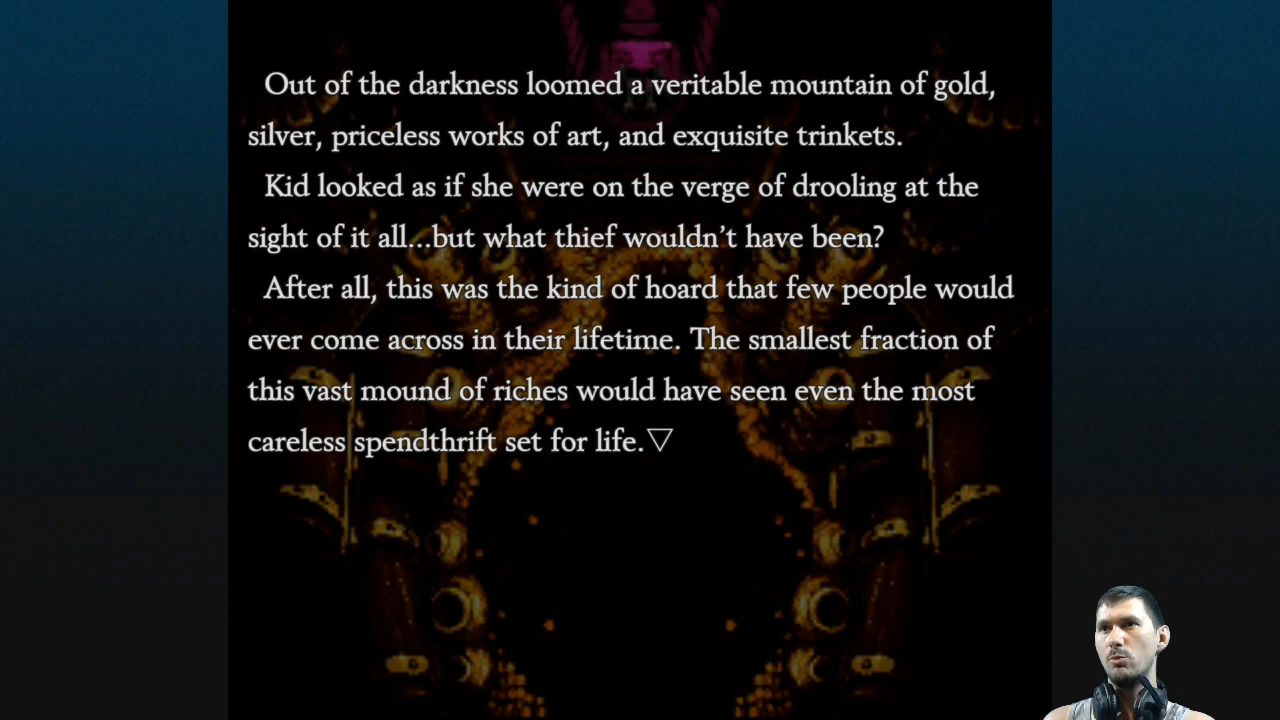 Out of the darkness loomed a veritable mountain of gold,
silver, priceless works of art, and exquisite trinkets.
Kid looked as if she were on the verge of drooling at the
sight of it all...but what thief wouldn't have been?
After all, this was the kind of hoard that few people would
ever come across in their lifetime. The smallest fraction of
this vast mound of riches would have seen even the most
careless spendthrift set for life.▽